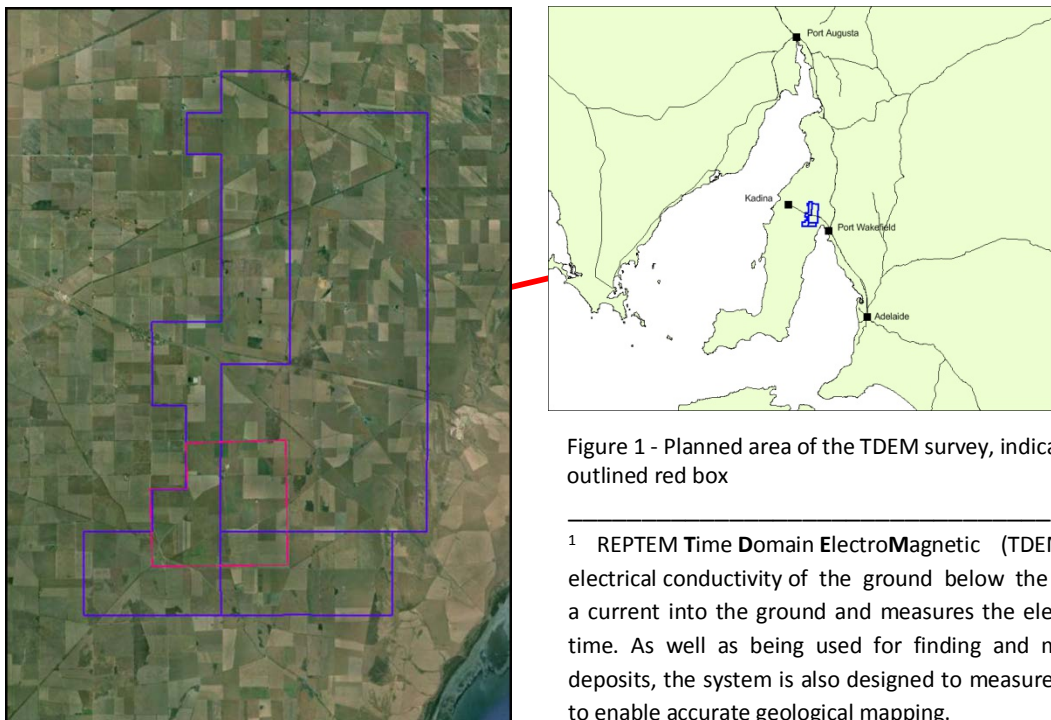 Port Augusta
Kadina
Port Wakefield
Adelaide
Figure 1 - Planned area of the TDEM survey, indica
outlined red box
1 REPTEM Time Domain ElectroMagnetic (TDEM
electrical conductivity of the ground below the
a current into the ground and measures the ele
time. As well as being used for finding and m
deposits, the system is also designed to measure
to enable accurate geological mapping.